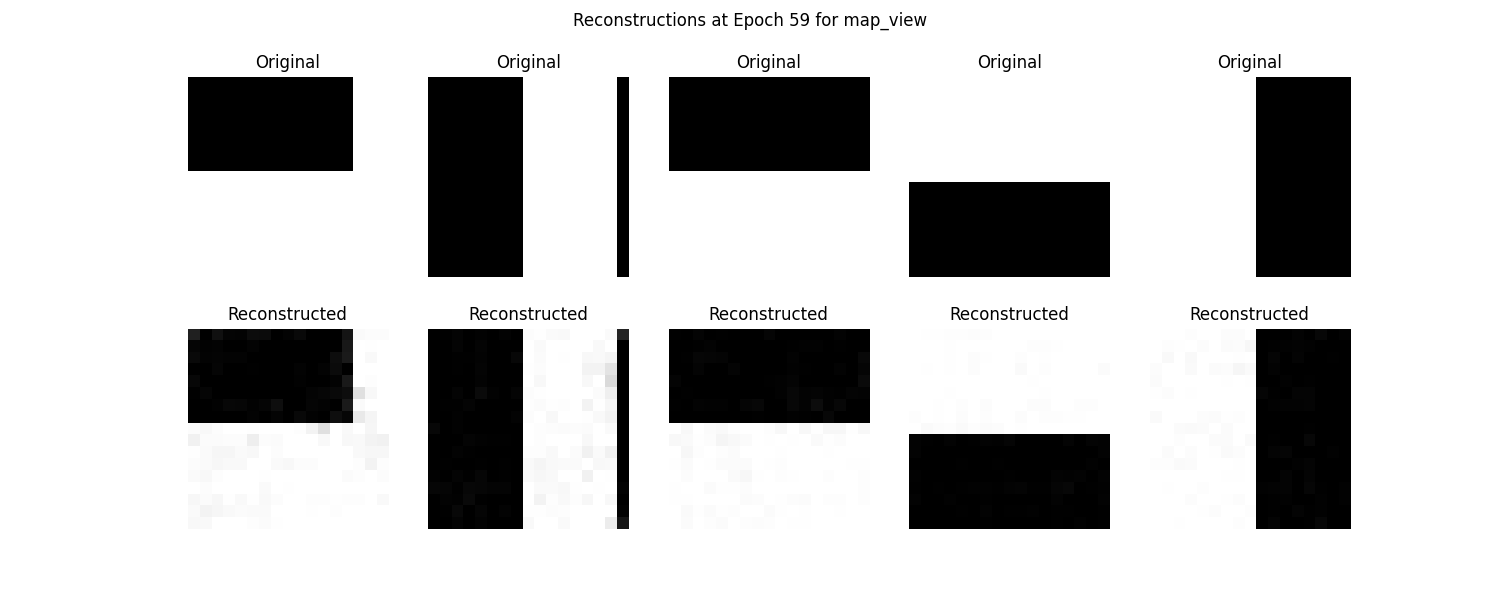 Reconstructions at Epoch 59 for map_view
Original Original Original Original Original
Reconstructed Reconstructed Reconstructed Reconstructed Reconstructed